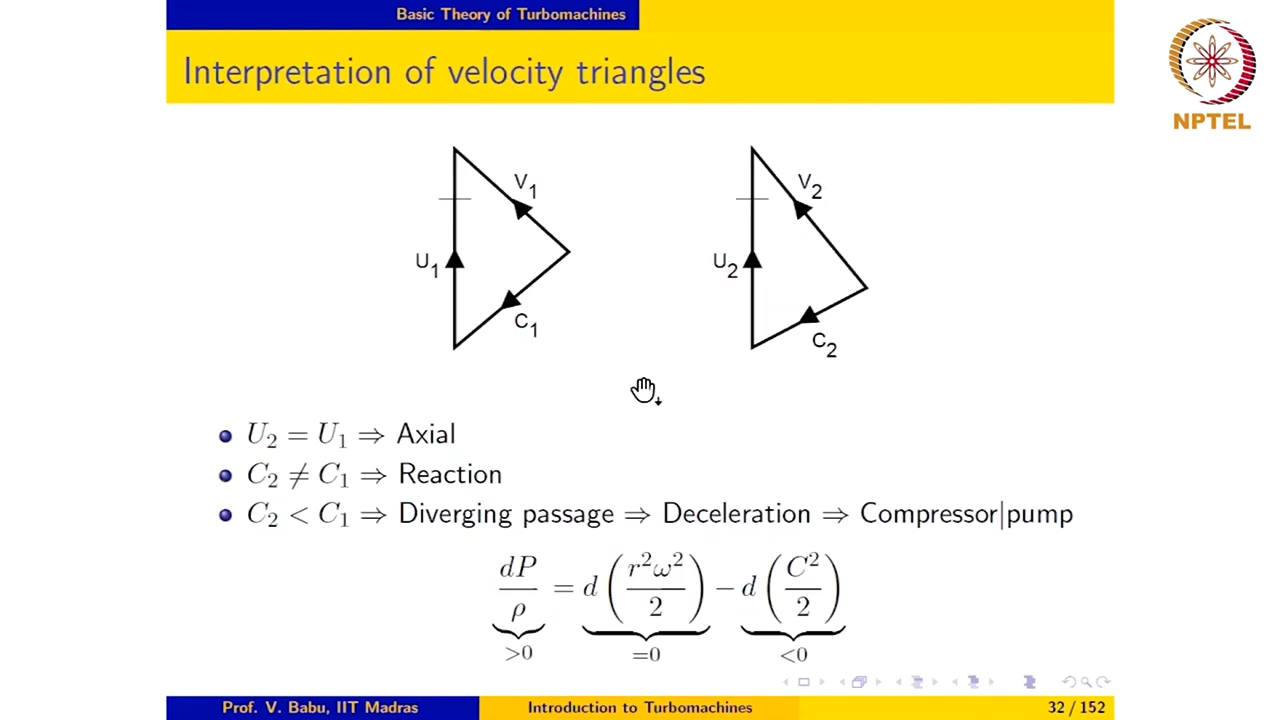 Basic Theory of Turbomachines
Interpretation of velocity triangles
NPTEL
V₁
U₁
C₁
V₂
U₂
C₂
U₂ = U₁ ⇒ Axial
C₂ ≠ C₁ ⇒ Reaction
C₂ < C₁ ⇒ Diverging passage ⇒ Deceleration ⇒ Compressor|pump
dP/ρ = d(r²ω²/2) − d(C²/2)
>0 =0 <0
Prof. V. Babu, IIT Madras Introduction to Turbomachines 32 / 152